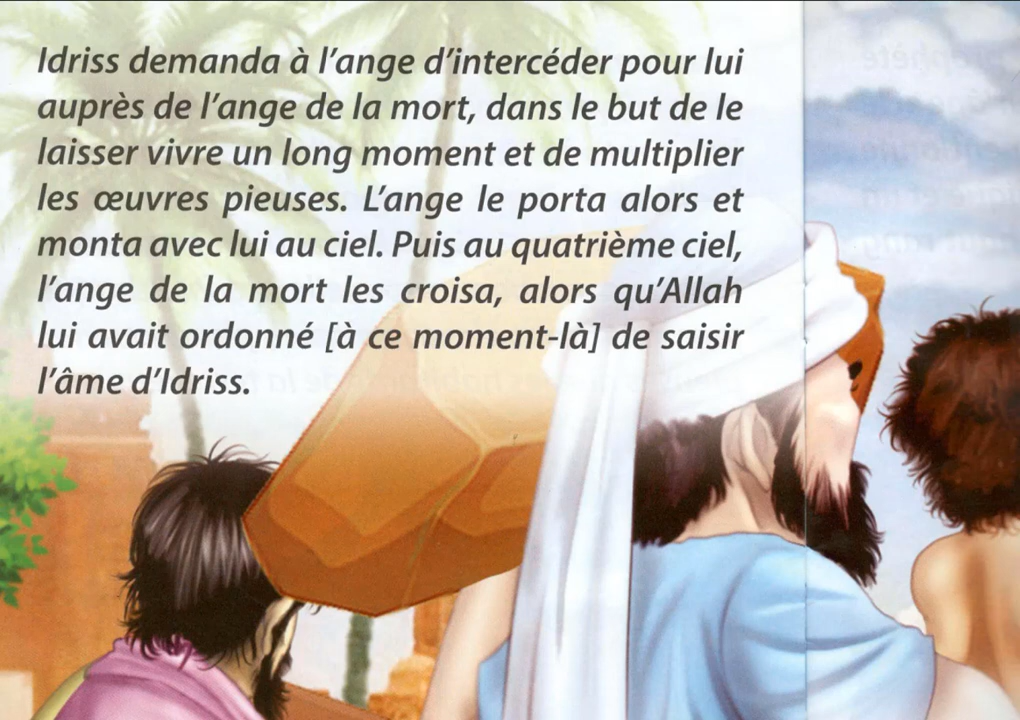 Idriss demanda à l'ange d'intercéder pour lui
auprès de l'ange de la mort, dans le but de le
laisser vivre un long moment et de multiplier
les œuvres pieuses. L'ange le porta alors et
monta avec lui au ciel. Puis au quatrième ciel,
l'ange de la mort les croisa, alors qu'Allah
lui avait ordonné [à ce moment-là] de saisir
l'âme d'Idriss.